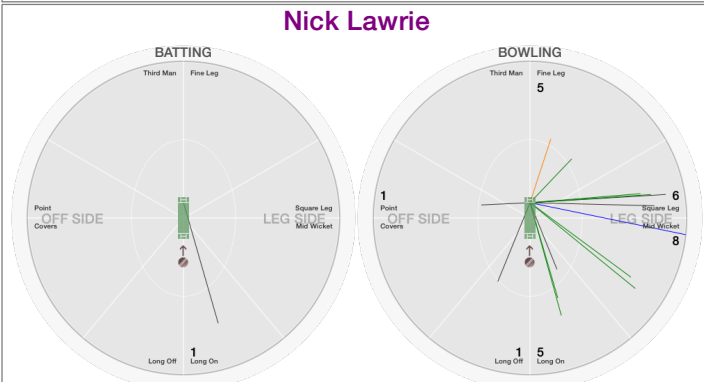 Nick Lawrie
BATTING
Third Man Fine Leg
Point
OFF SIDE
Covers
Square Leg
LEG SIDE
Mid Wicket
1
Long Off Long On
BOWLING
Third Man Fine Leg
5
1
Point
OFF SIDE
Covers
6
Square Leg
LEG SIDE
Mid Wicket
8
1 5
Long Off Long On